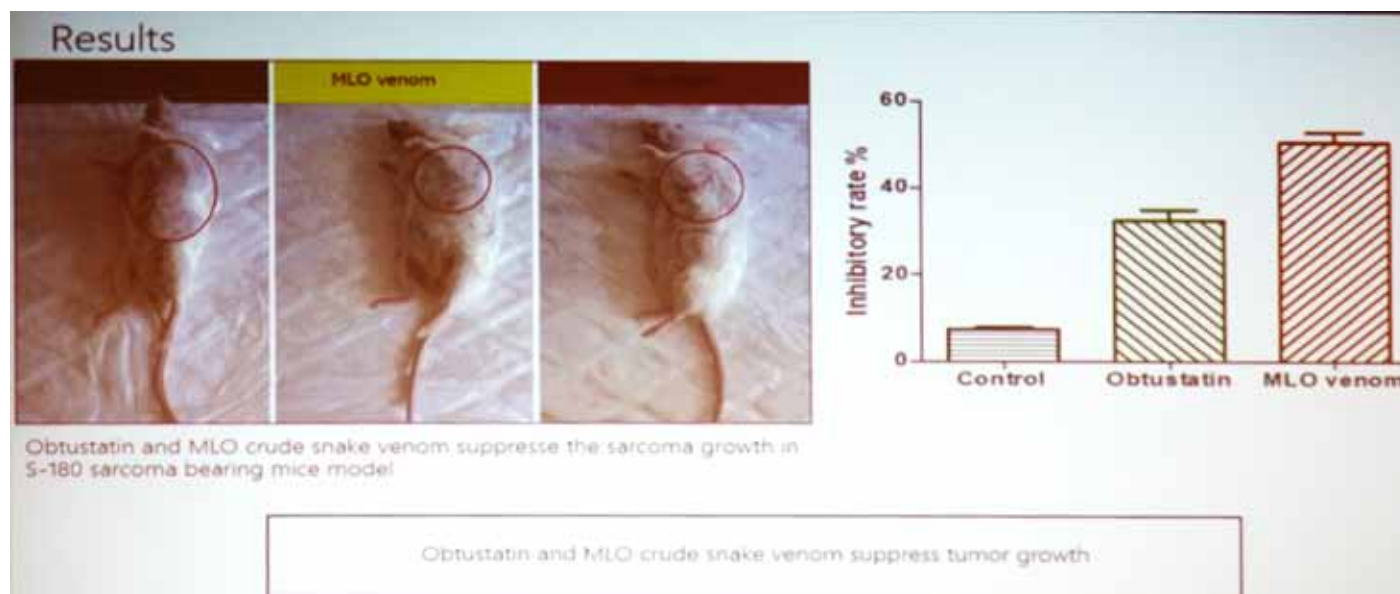 Results
MLO venom
60
40
20
0
Inhibitory rate %
Control
Obtustatin
MLO venom
Obtustatin and MLO crude snake venom suppresse the sarcoma growth in
S-180 sarcoma bearing mice model
Obtustatin and MLO crude snake venom suppress tumor growth